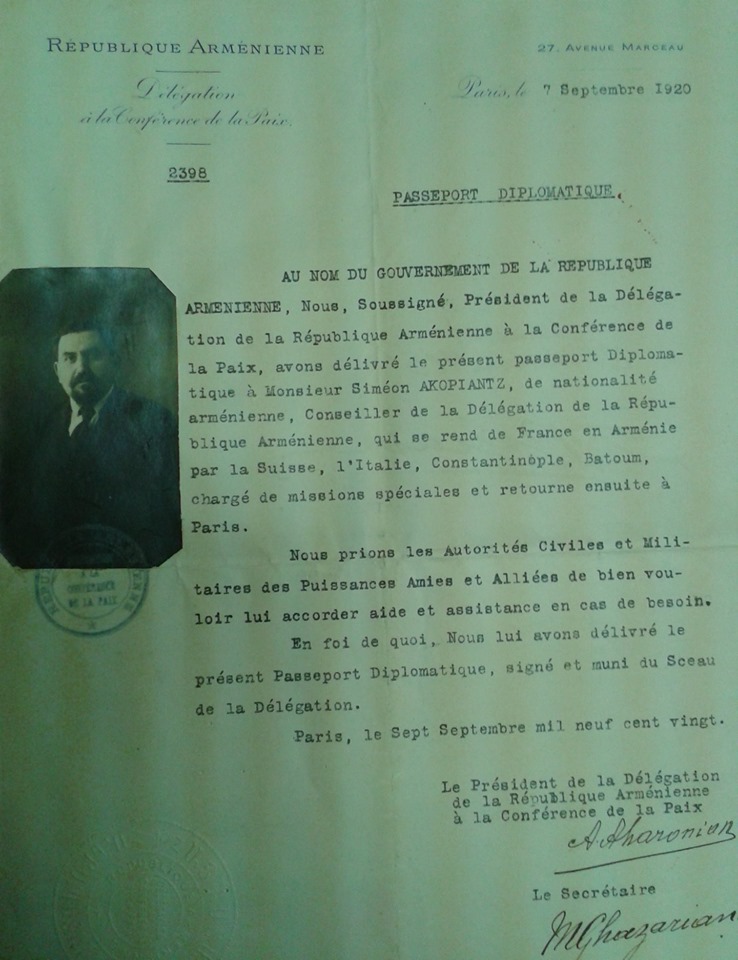 RÉPUBLIQUE ARMÉNIENNE
27, AVENUE MARCEAU
Délégation
à la Conférence de la Paix.
Paris, le 7 Septembre 1920
2398
PASSEPORT DIPLOMATIQUE.
AU NOM DU GOUVERNEMENT DE LA REPUBLIQUE
ARMENIENNE, Nous, Soussigné, Président de la Déléga-
tion de la République Arménienne à la Conférence de
la Paix, avons délivré le présent passeport Diploma-
tique à Monsieur Siméon AKOPIANTZ, de nationalité
arménienne, Conseiller de la Délégation de la Répu-
blique Arménienne, qui se rend de France en Arménie
par la Suisse, l'Italie, Constantinople, Batoum,
chargé de missions spéciales et retourne ensuite à
Paris.
Nous prions les Autorités Civiles et Mili-
taires des Puissances Amies et Alliées de bien vou-
loir lui accorder aide et assistance en cas de besoin.
En foi de quoi, Nous lui avons délivré le
présent Passeport Diplomatique, signé et muni du Sceau
de la Délégation.
Paris, le Sept Septembre mil neuf cent vingt.
Le Président de la Délégation
de la République Arménienne
à la Conférence de la Paix
A. Aharonian
Le Secrétaire
M Ghazarian
A LA
CONFÉRENCE
DE LA PAIX